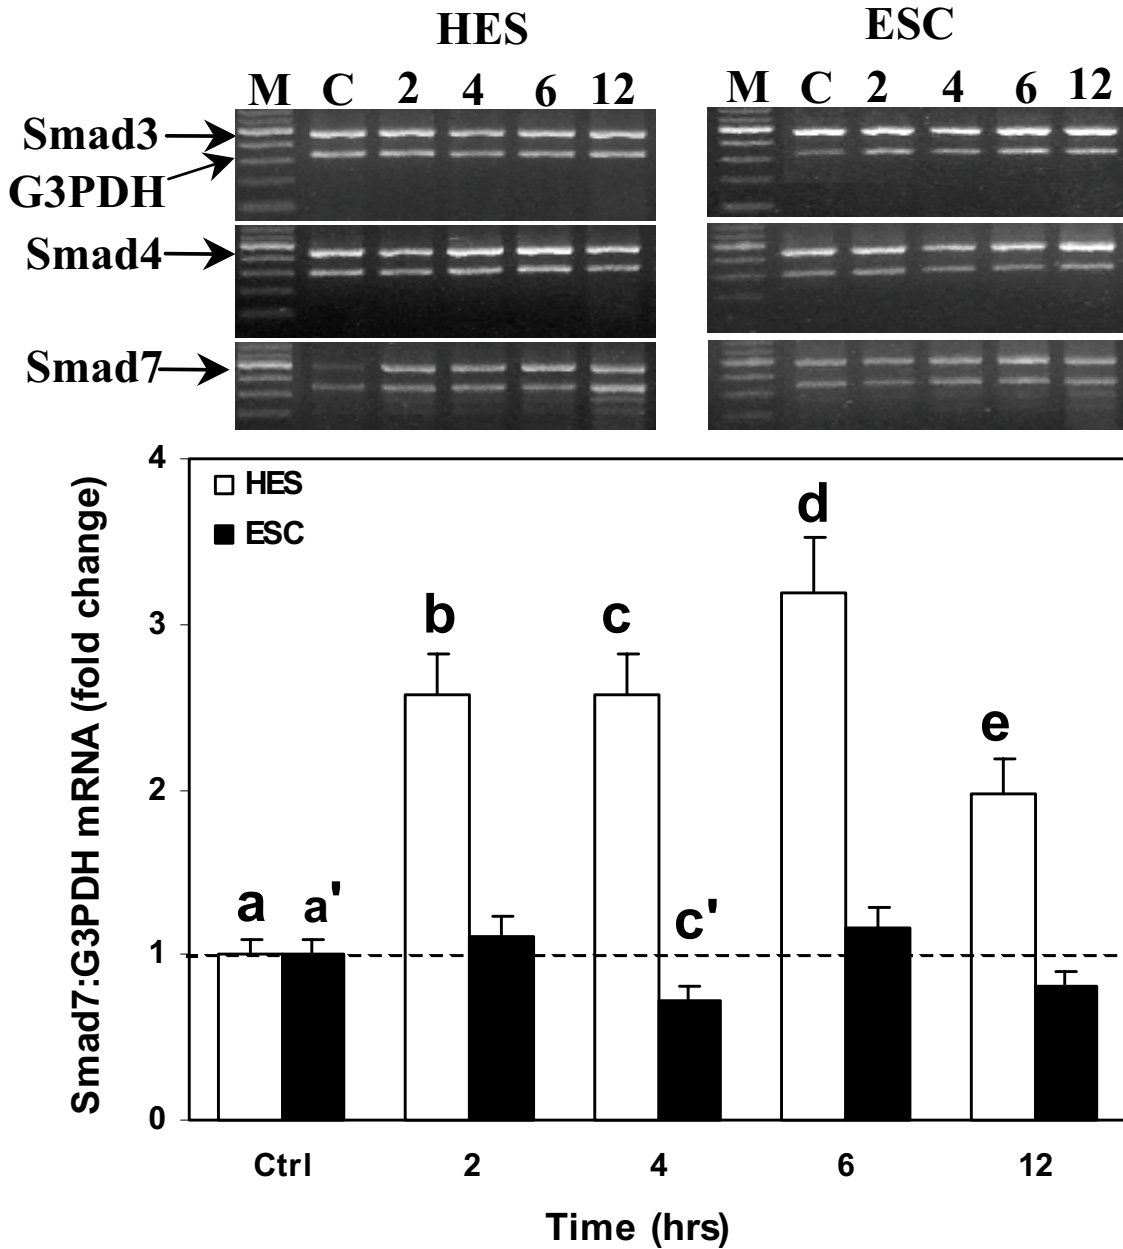 HES ESC
M C 2 4 6 12 M C 2 4 6 12
Smad3
G3PDH
Smad4
Smad7
4
3
2
1
0
Smad7:G3PDH mRNA (fold change)
HES
ESC
a a' b c c' d e
Ctrl 2 4 6 12
Time (hrs)